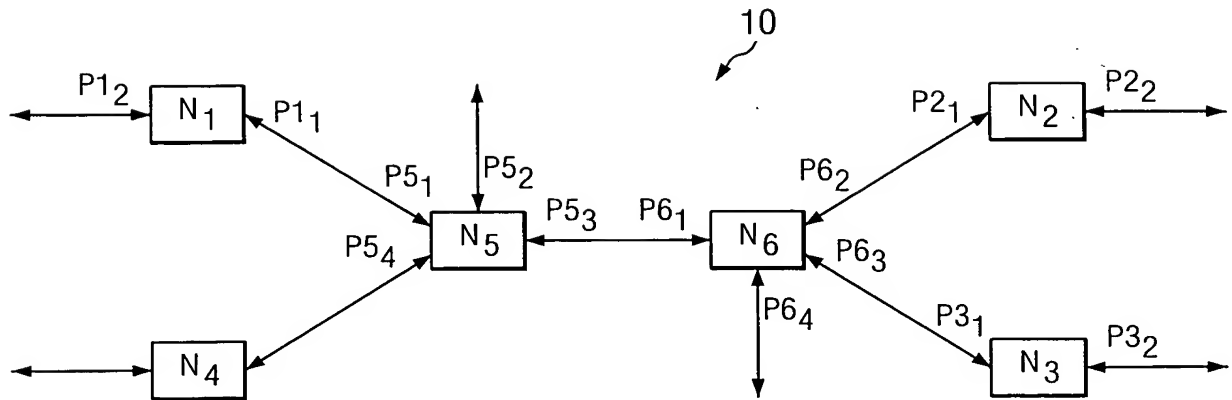 10
P1₂
N₁
P1₁
P5₁
P5₂
P2₁
N₂
P2₂
P6₂
P5₄
N₅
P5₃
P6₁
N₆
P6₃
P6₄
N₄
P3₁
N₃
P3₂